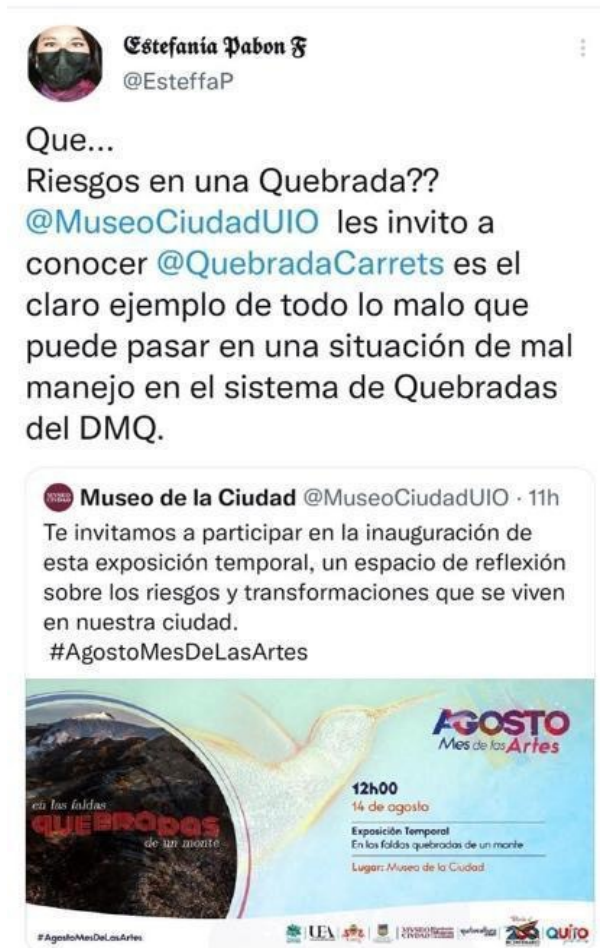 Estefanía Pabon F
@EsteffaP
Que...
Riesgos en una Quebrada??
@MuseoCiudadUIO les invito a
conocer @QuebradaCarrets es el
claro ejemplo de todo lo malo que
puede pasar en una situación de mal
manejo en el sistema de Quebradas
del DMQ.
Museo de la Ciudad @MuseoCiudadUIO · 11h
Te invitamos a participar en la inauguración de
esta exposición temporal, un espacio de reflexión
sobre los riesgos y transformaciones que se viven
en nuestra ciudad.
#AgostoMesDeLasArtes
AGOSTO
Mes de las Artes
12h00
14 de agosto
Exposición Temporal
En las faldas quebradas de un monte
Lugar: Museo de la Ciudad
en las faldas
QUEBRADAS
de un monte
#AgostoMesDeLasArtes
UEA
Quito